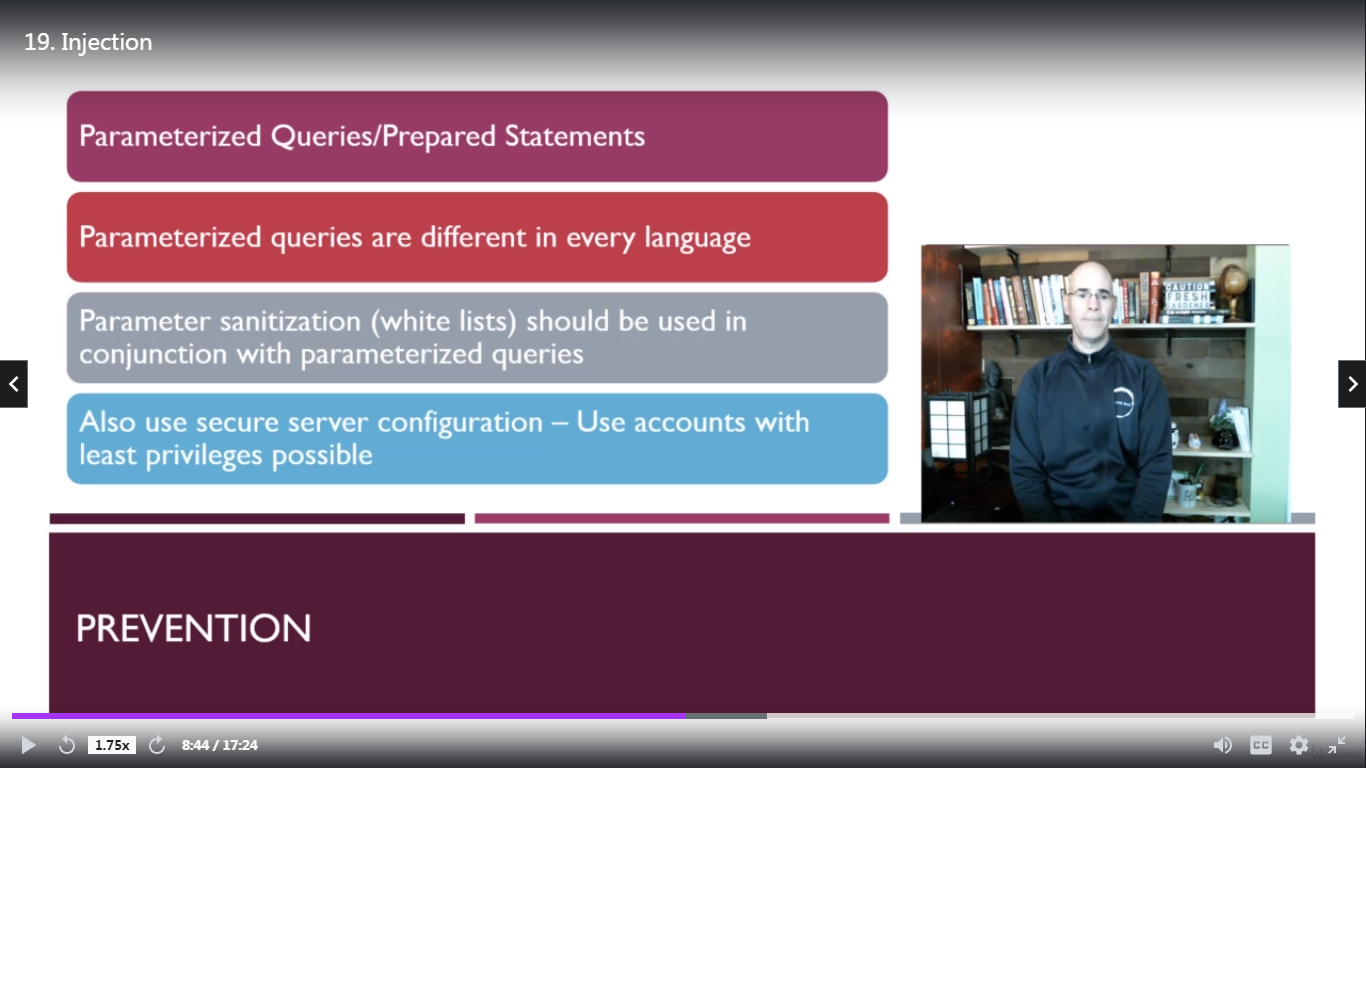 19. Injection
Parameterized Queries/Prepared Statements
Parameterized queries are different in every language
Parameter sanitization (white lists) should be used in
conjunction with parameterized queries
Also use secure server configuration – Use accounts with
least privileges possible
CAUTION
FRESH
GARDENER
PREVENTION
1.75x
8:44 / 17:24
CC